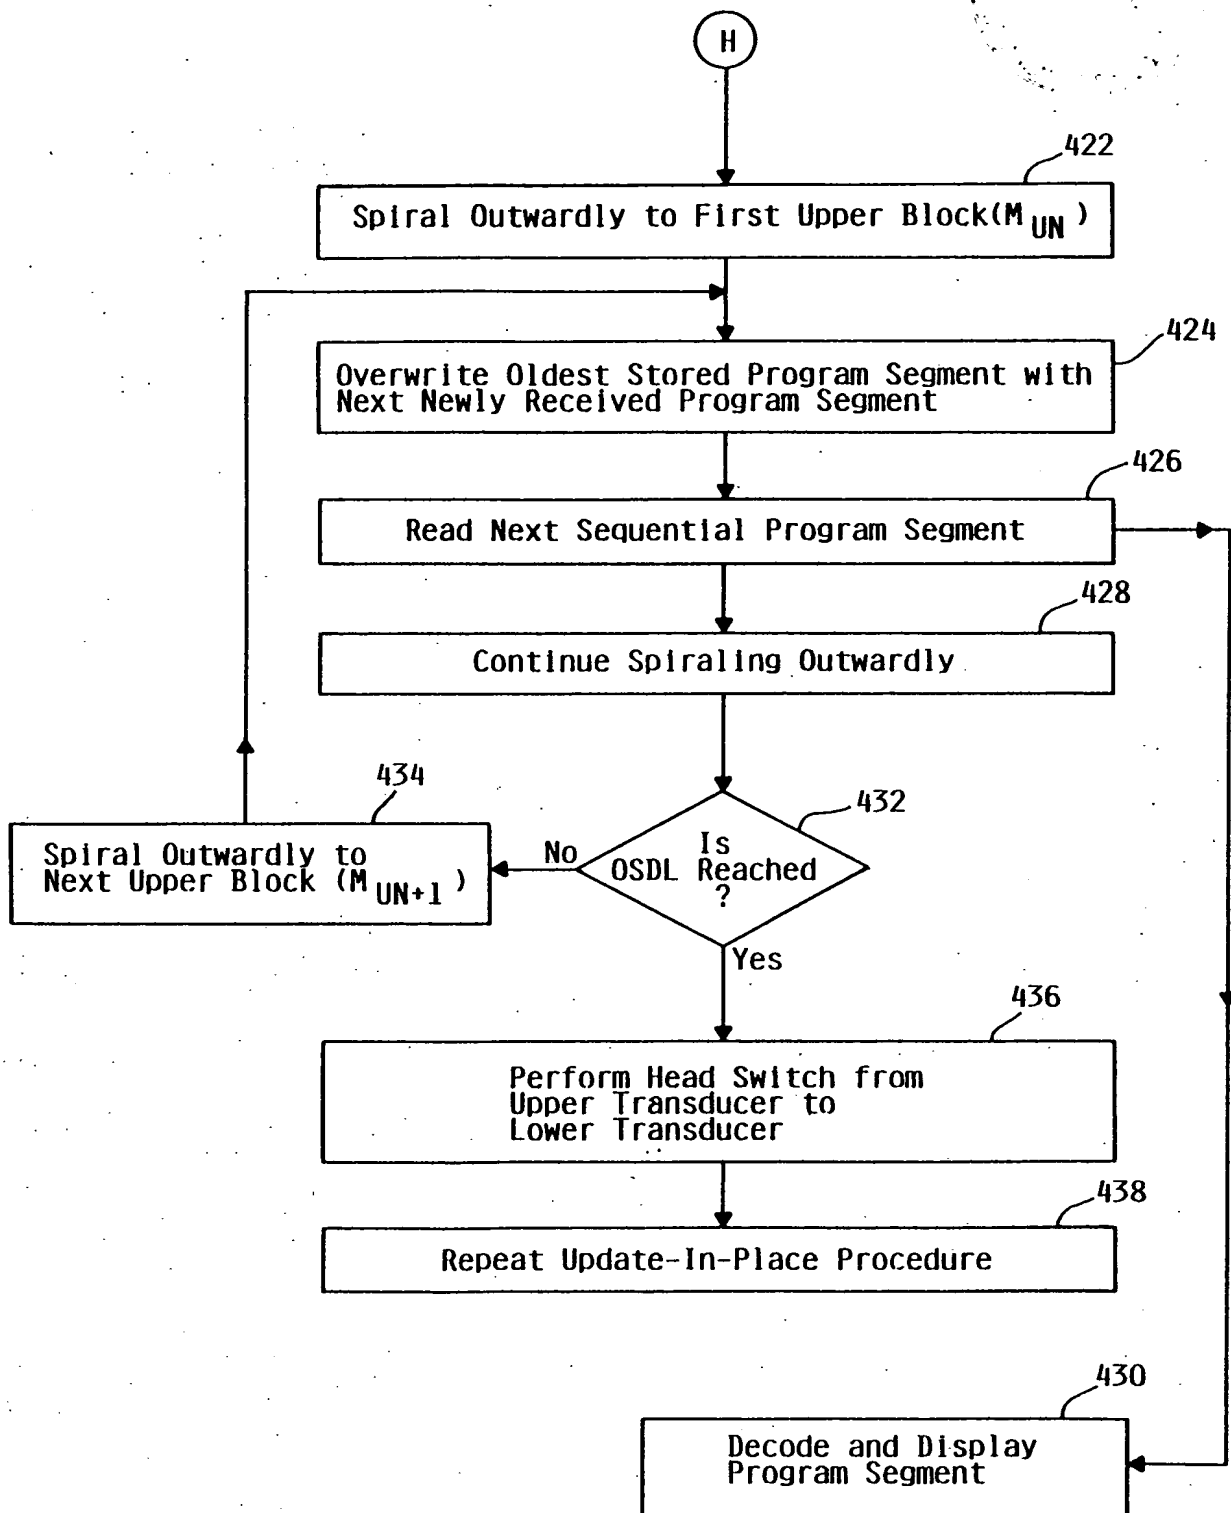 H
422
Spiral Outwardly to First Upper Block(M UN )
424
Overwrite Oldest Stored Program Segment with
Next Newly Received Program Segment
426
Read Next Sequential Program Segment
428
Continue Spiraling Outwardly
434
432
Spiral Outwardly to
Next Upper Block (M UN+1 )
No
Is
OSDL Reached
?
Yes
436
Perform Head Switch from
Upper Transducer to
Lower Transducer
438
Repeat Update-In-Place Procedure
430
Decode and Display
Program Segment